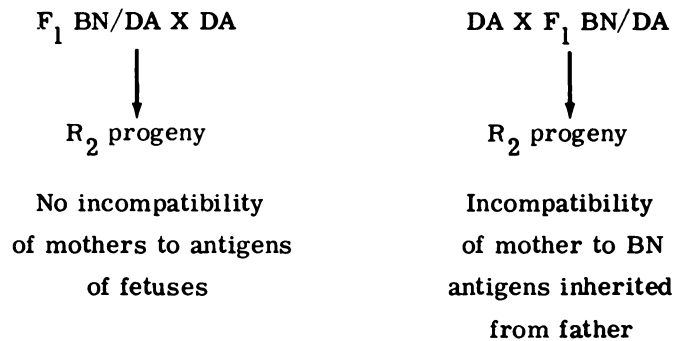 F₁ BN/DA X DA
R₂ progeny
No incompatibility
of mothers to antigens
of fetuses
DA X F₁ BN/DA
R₂ progeny
Incompatibility
of mother to BN
antigens inherited
from father